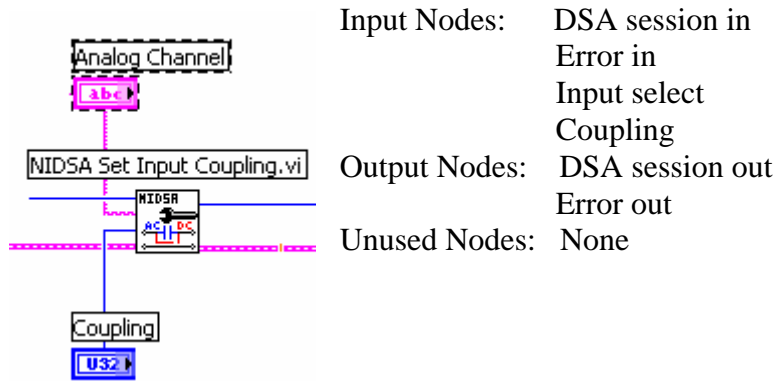 Analog Channel
abc
NIDSA Set Input Coupling.vi
NIDSA
AC DC
Coupling
U32
Input Nodes: DSA session in
Error in
Input select
Coupling
Output Nodes: DSA session out
Error out
Unused Nodes: None